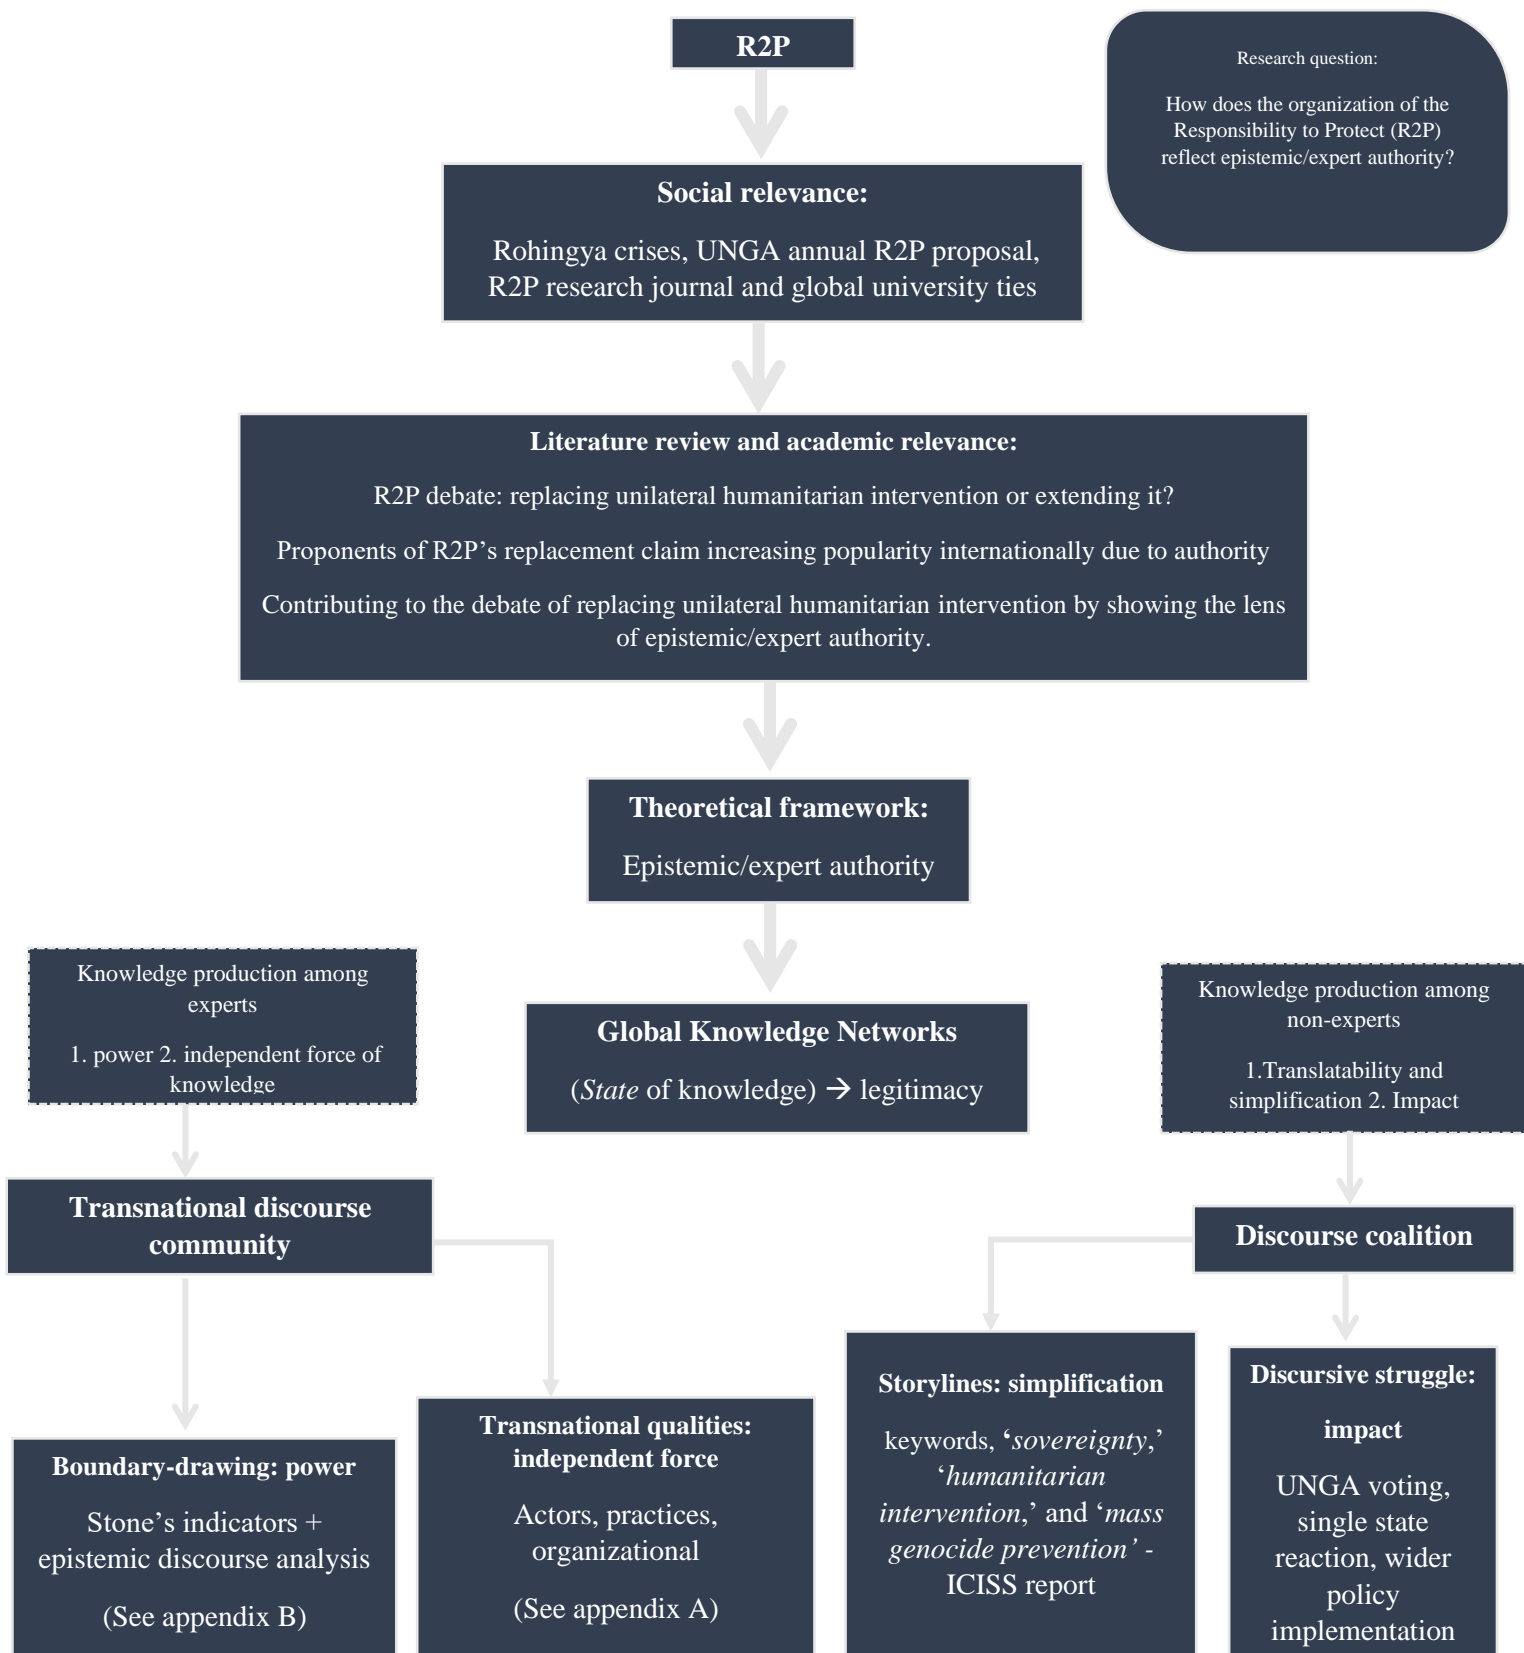 R2P
Research question:
How does the organization of the
Responsibility to Protect (R2P)
reflect epistemic/expert authority?
Social relevance:
Rohingya crises, UNGA annual R2P proposal,
R2P research journal and global university ties
Literature review and academic relevance:
R2P debate: replacing unilateral humanitarian intervention or extending it?
Proponents of R2P’s replacement claim increasing popularity internationally due to authority
Contributing to the debate of replacing unilateral humanitarian intervention by showing the lens
of epistemic/expert authority.
Theoretical framework:
Epistemic/expert authority
Knowledge production among
experts
1. power 2. independent force of
knowledge
Global Knowledge Networks
(State of knowledge) → legitimacy
Knowledge production among
non-experts
1.Translatability and
simplification 2. Impact
Transnational discourse
community
Discourse coalition
Boundary-drawing: power
Stone’s indicators +
epistemic discourse analysis
(See appendix B)
Transnational qualities:
independent force
Actors, practices,
organizational
(See appendix A)
Storylines: simplification
keywords, ‘sovereignty,’
‘humanitarian
intervention,’ and ‘mass
genocide prevention’ -
ICISS report
Discursive struggle:
impact
UNGA voting,
single state
reaction, wider
policy
implementation